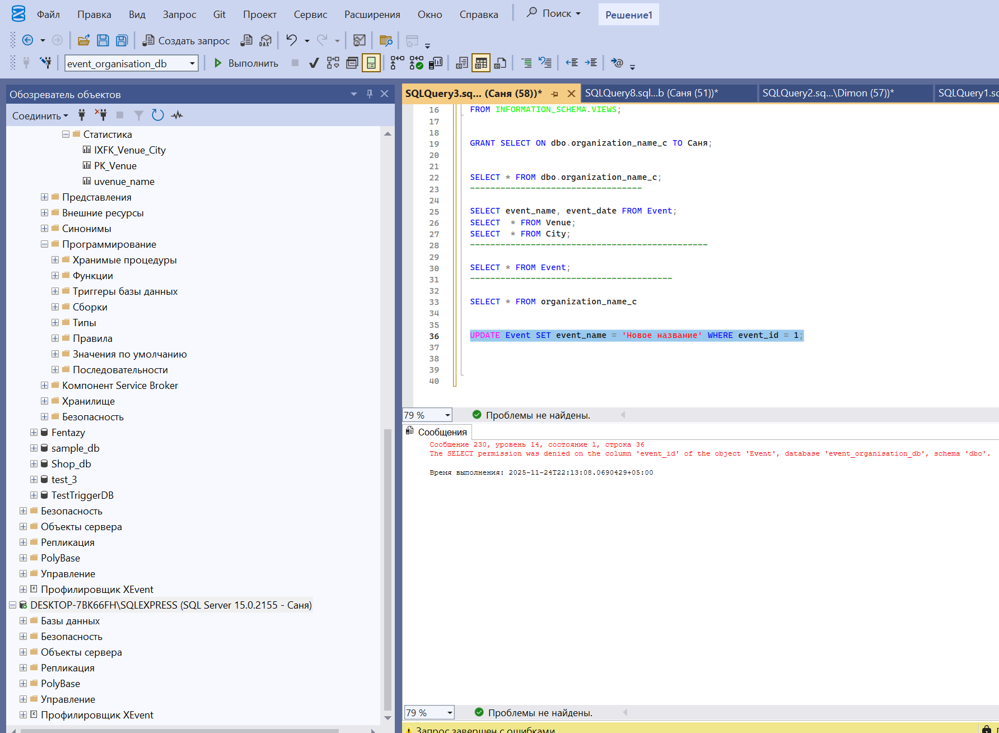 Файл Правка Вид Запрос Git Проект Сервис Расширения Окно Справка Поиск Решение1
Создать запрос DAX
event_organisation_db Выполнить
Обозреватель объектов
Соединить
Статистика
IXFK_Venue_City
PK_Venue
uvenue_name
Представления
Внешние ресурсы
Синонимы
Программирование
Хранимые процедуры
Функции
Триггеры базы данных
Сборки
Типы
Правила
Значения по умолчанию
Последовательности
Компонент Service Broker
Хранилище
Безопасность
Fentazy
sample_db
Shop_db
test_3
TestTriggerDB
Безопасность
Объекты сервера
Репликация
PolyBase
Управление
Профилировщик XEvent
DESKTOP-7BK66FH\SQLEXPRESS (SQL Server 15.0.2155 - Саня)
Базы данных
Безопасность
Объекты сервера
Репликация
PolyBase
Управление
Профилировщик XEvent
SQLQuery3.sq... (Саня (58))* SQLQuery8.sql...b (Саня (51))* SQLQuery2.sq...\Dimon (57))* SQLQuery1.sq
16 FROM INFORMATION_SCHEMA.VIEWS;
17
18
19 GRANT SELECT ON dbo.organization_name_c TO Саня;
20
21
22 SELECT * FROM dbo.organization_name_c;
23 ----------------------------------
24
25 SELECT event_name, event_date FROM Event;
26 SELECT  * FROM Venue;
27 SELECT  * FROM City;
28 -----------------------------------------------
29
30 SELECT * FROM Event;
31 ----------------------------------------
32
33 SELECT * FROM organization_name_c
34
35
36 UPDATE Event SET event_name = 'Новое название' WHERE event_id = 1;
37
38
39
40
79 % Проблемы не найдены.
Сообщения
Сообщение 230, уровень 14, состояние 1, строка 36
The SELECT permission was denied on the column 'event_id' of the object 'Event', database 'event_organisation_db', schema 'dbo'.
Время выполнения: 2025-11-24T22:13:08.0690429+05:00
79 % Проблемы не найдены.
Запрос завершен с ошибками